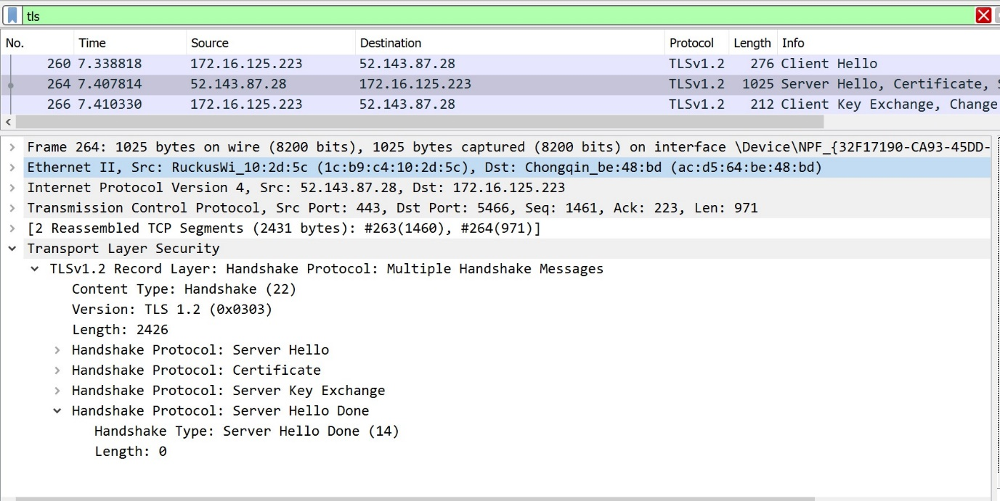 tls
No. Time Source Destination Protocol Length Info
260 7.338818 172.16.125.223 52.143.87.28 TLSv1.2 276 Client Hello
264 7.407814 52.143.87.28 172.16.125.223 TLSv1.2 1025 Server Hello, Certificate,
266 7.410330 172.16.125.223 52.143.87.28 TLSv1.2 212 Client Key Exchange, Change
Frame 264: 1025 bytes on wire (8200 bits), 1025 bytes captured (8200 bits) on interface \Device\NPF_{32F17190-CA93-45DD-
Ethernet II, Src: RuckusWi_10:2d:5c (1c:b9:c4:10:2d:5c), Dst: Chongqin_be:48:bd (ac:d5:64:be:48:bd)
Internet Protocol Version 4, Src: 52.143.87.28, Dst: 172.16.125.223
Transmission Control Protocol, Src Port: 443, Dst Port: 5466, Seq: 1461, Ack: 223, Len: 971
[2 Reassembled TCP Segments (2431 bytes): #263(1460), #264(971)]
Transport Layer Security
TLSv1.2 Record Layer: Handshake Protocol: Multiple Handshake Messages
Content Type: Handshake (22)
Version: TLS 1.2 (0x0303)
Length: 2426
Handshake Protocol: Server Hello
Handshake Protocol: Certificate
Handshake Protocol: Server Key Exchange
Handshake Protocol: Server Hello Done
Handshake Type: Server Hello Done (14)
Length: 0